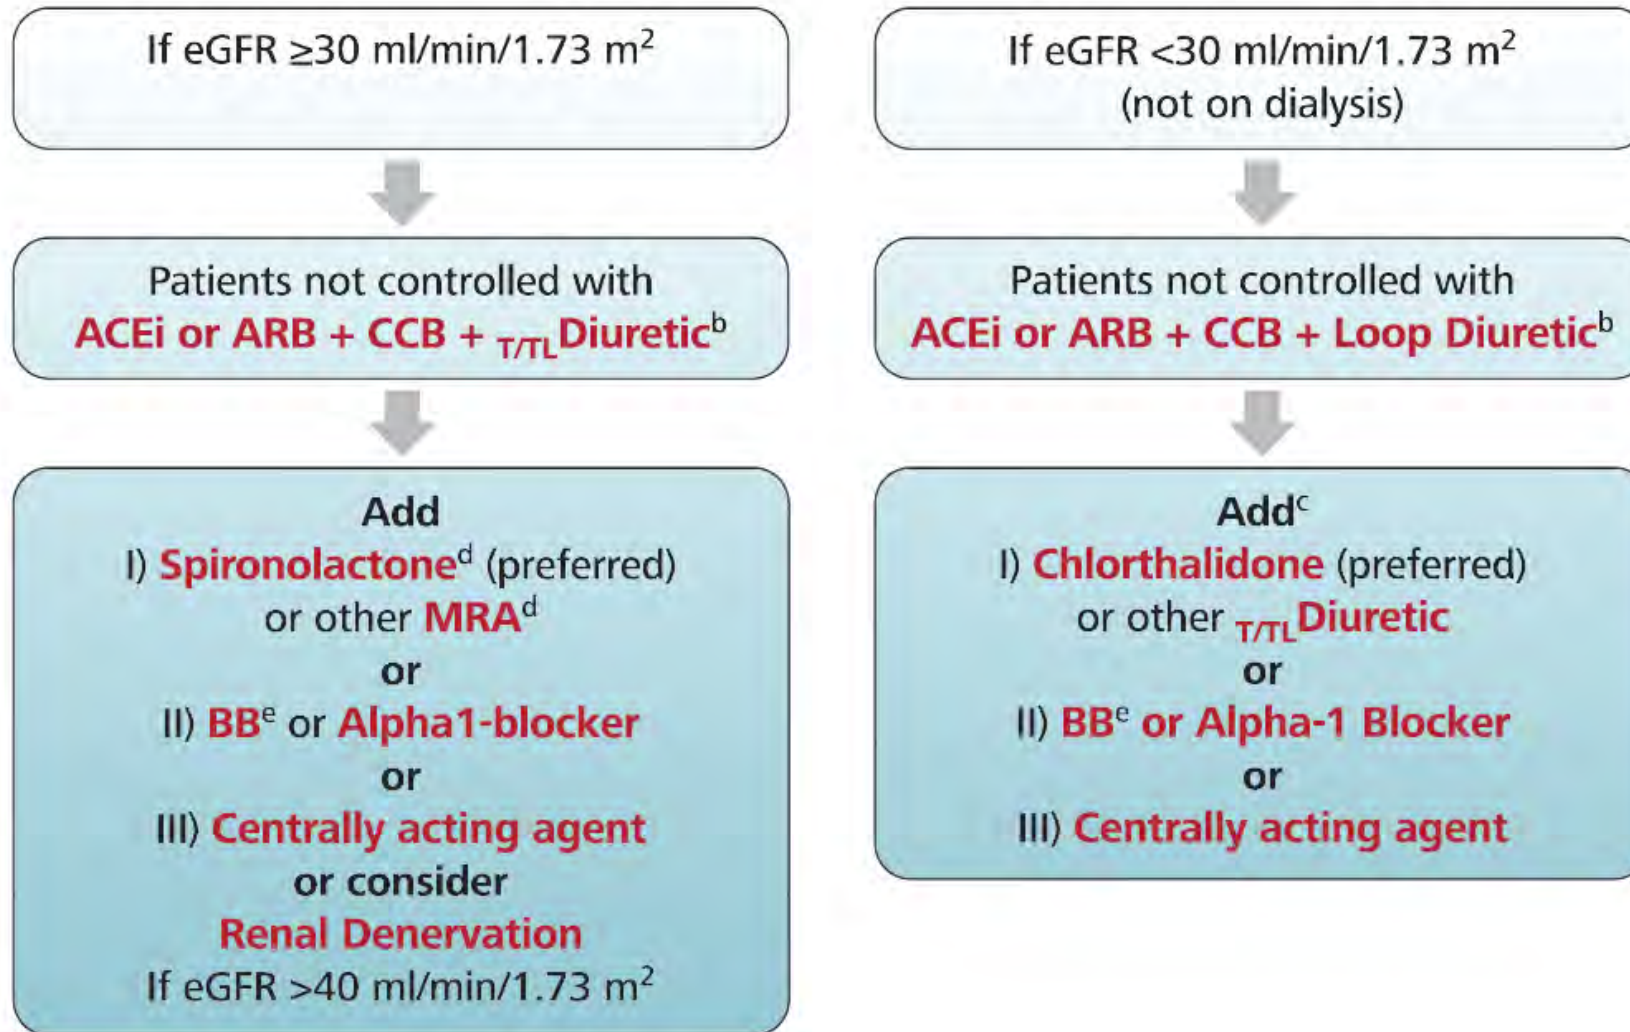 If eGFR ≥30 ml/min/1.73 m²
Patients not controlled with
ACEi or ARB + CCB + T/TLDiureticᵇ
Add
I) Spironolactoneᵈ (preferred)
or other MRAᵈ
or
II) BBᵉ or Alpha1-blocker
or
III) Centrally acting agent
or consider
Renal Denervation
If eGFR >40 ml/min/1.73 m²
If eGFR <30 ml/min/1.73 m²
(not on dialysis)
Patients not controlled with
ACEi or ARB + CCB + Loop Diureticᵇ
Addᶜ
I) Chlorthalidone (preferred)
or other T/TLDiuretic
or
II) BBᵉ or Alpha-1 Blocker
or
III) Centrally acting agent